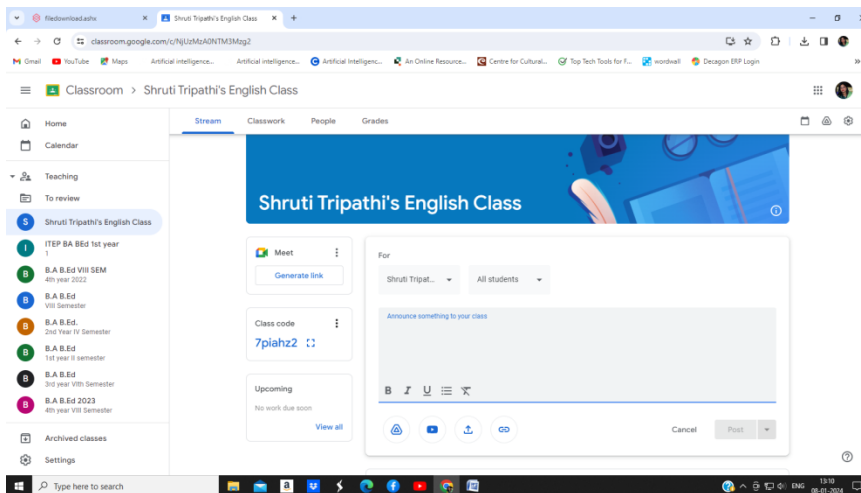 filedownload.ashx
Shruti Tripathi's English Class
classroom.google.com/c/NjUzMzA0NTM3Mzg2
Gmail
YouTube
Maps
Artificial intelligence...
Artificial intelligence...
Artificial Intelligenc...
An Online Resource...
Centre for Cultural...
Top Tech Tools for F...
wordwall
Decagon ERP Login
Classroom > Shruti Tripathi's English Class
Home
Calendar
Teaching
To review
S Shruti Tripathi's English Class
I ITEP BA BEd 1st year
1
B B.A B.Ed VIII SEM
4th year 2022
B B.A B.Ed
VIII Semester
B B.A B.Ed.
2nd Year IV Semester
B B.A B.Ed
1st year II semester
B B.A B.Ed
3rd year VIth Semester
B B.A B.Ed 2023
4th year VIII Semester
Archived classes
Settings
Stream
Classwork
People
Grades
Shruti Tripathi's English Class
Meet
Generate link
Class code
7piahz2
Upcoming
No work due soon
View all
For
Shruti Tripat...
All students
Announce something to your class
B I U
Cancel
Post
Type here to search
ENG
13:10
08-01-2024